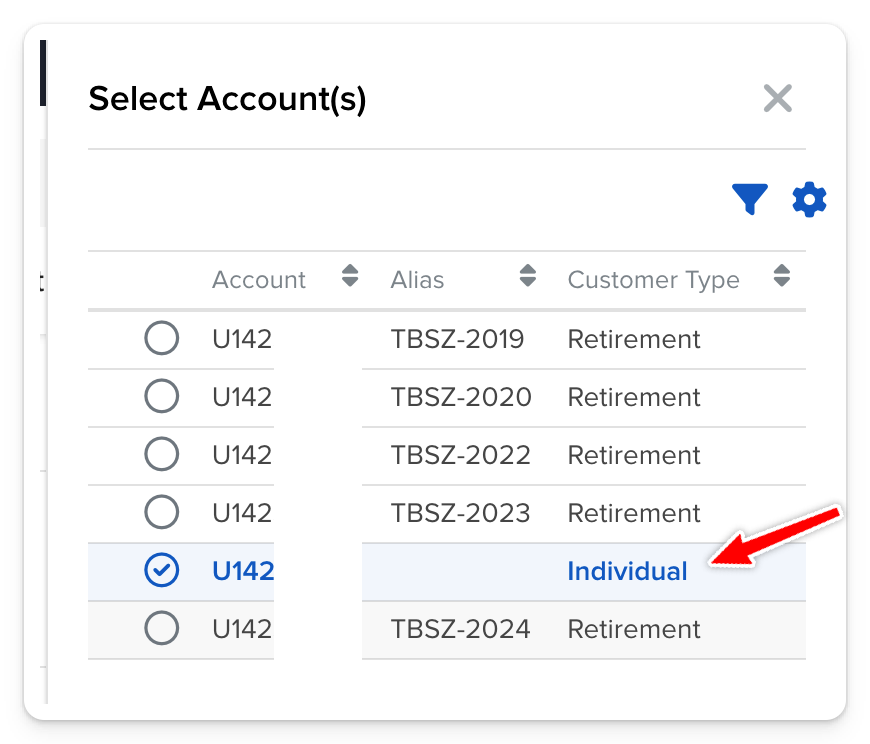 Select Account(s)
Account Alias Customer Type
U142 TBSZ-2019 Retirement
U142 TBSZ-2020 Retirement
U142 TBSZ-2022 Retirement
U142 TBSZ-2023 Retirement
U142 Individual
U142 TBSZ-2024 Retirement